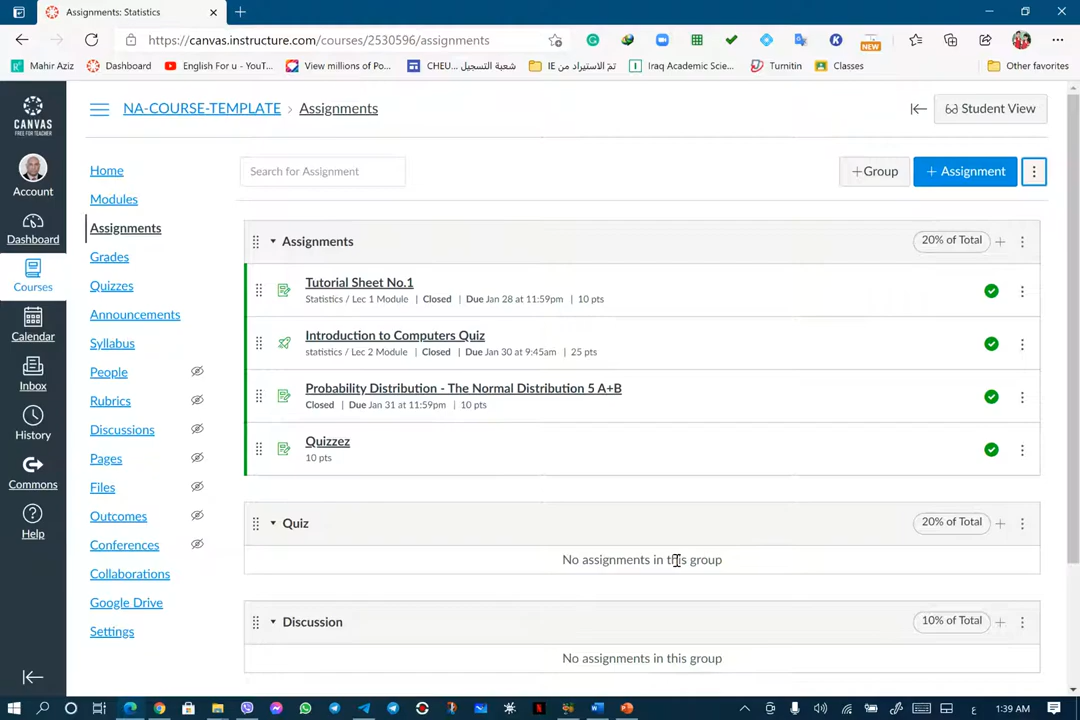 Assignments: Statistics
https://canvas.instructure.com/courses/2530596/assignments
NEW
Mahir Aziz
Dashboard
English For u - YouT...
View millions of Po...
CHEU... شعبة التسجيل
تم الاستيراد من IE
Iraq Academic Scie...
Turnitin
Classes
Other favorites
CANVAS
FREE FOR TEACHER
Account
Dashboard
Courses
Calendar
Inbox
History
Commons
Help
NA-COURSE-TEMPLATE › Assignments
Student View
Home
Modules
Assignments
Grades
Quizzes
Announcements
Syllabus
People
Rubrics
Discussions
Pages
Files
Outcomes
Conferences
Collaborations
Google Drive
Settings
Search for Assignment
+Group
+ Assignment
Assignments
20% of Total
Tutorial Sheet No.1
Statistics / Lec 1 Module | Closed | Due Jan 28 at 11:59pm | 10 pts
Introduction to Computers Quiz
statistics / Lec 2 Module | Closed | Due Jan 30 at 9:45am | 25 pts
Probability Distribution - The Normal Distribution 5 A+B
Closed | Due Jan 31 at 11:59pm | 10 pts
Quizzez
10 pts
Quiz
20% of Total
No assignments in this group
Discussion
10% of Total
No assignments in this group
ع
1:39 AM